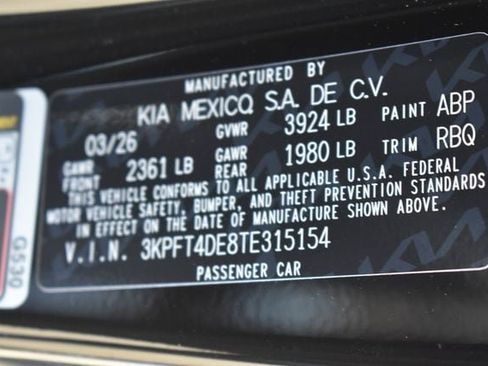 MANUFACTURED BY
KIA MEXICO, S.A. DE C.V.
03/26 GVWR 3924 LB PAINT ABP
GAWR FRONT 2361 LB GAWR REAR 1980 LB TRIM RBQ
THIS VEHICLE CONFORMS TO ALL APPLICABLE U.S.A. FEDERAL
MOTOR VEHICLE SAFETY, BUMPER, AND THEFT PREVENTION STANDARDS
IN EFFECT ON THE DATE OF MANUFACTURE SHOWN ABOVE.
V.I.N. 3KPFT4DE8TE315154
PASSENGER CAR
G530